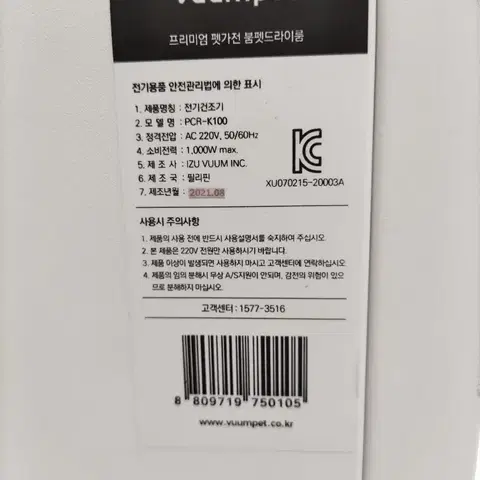 vuumpet
프리미엄 펫가전 붐펫드라이룸
전기용품 안전관리법에 의한 표시
1. 제품명칭 : 전기건조기
2. 모 델 명 : PCR-K100
3. 정격전압 : AC 220V, 50/60Hz
4. 소비전력 : 1,000W max.
5. 제 조 사 : IZU VUUM INC.
6. 제 조 국 : 필리핀
7. 제조년월 : 2021.08
XU070215-20003A
사용시 주의사항
1. 제품의 사용 전에 반드시 사용설명서를 숙지하여 주십시오.
2. 본 제품은 220V 전원만 사용하시기 바랍니다.
3. 제품 이상이 발생되면 사용하지 마시고 고객센터에 연락하십시오
4. 제품의 임의 분해시 무상 A/S지원이 안되며, 감전의 위험이 있으
므로 분해하지 마십시오.
고객센터 : 1577-3516
8 809719 750105
www.vuumpet.co.kr